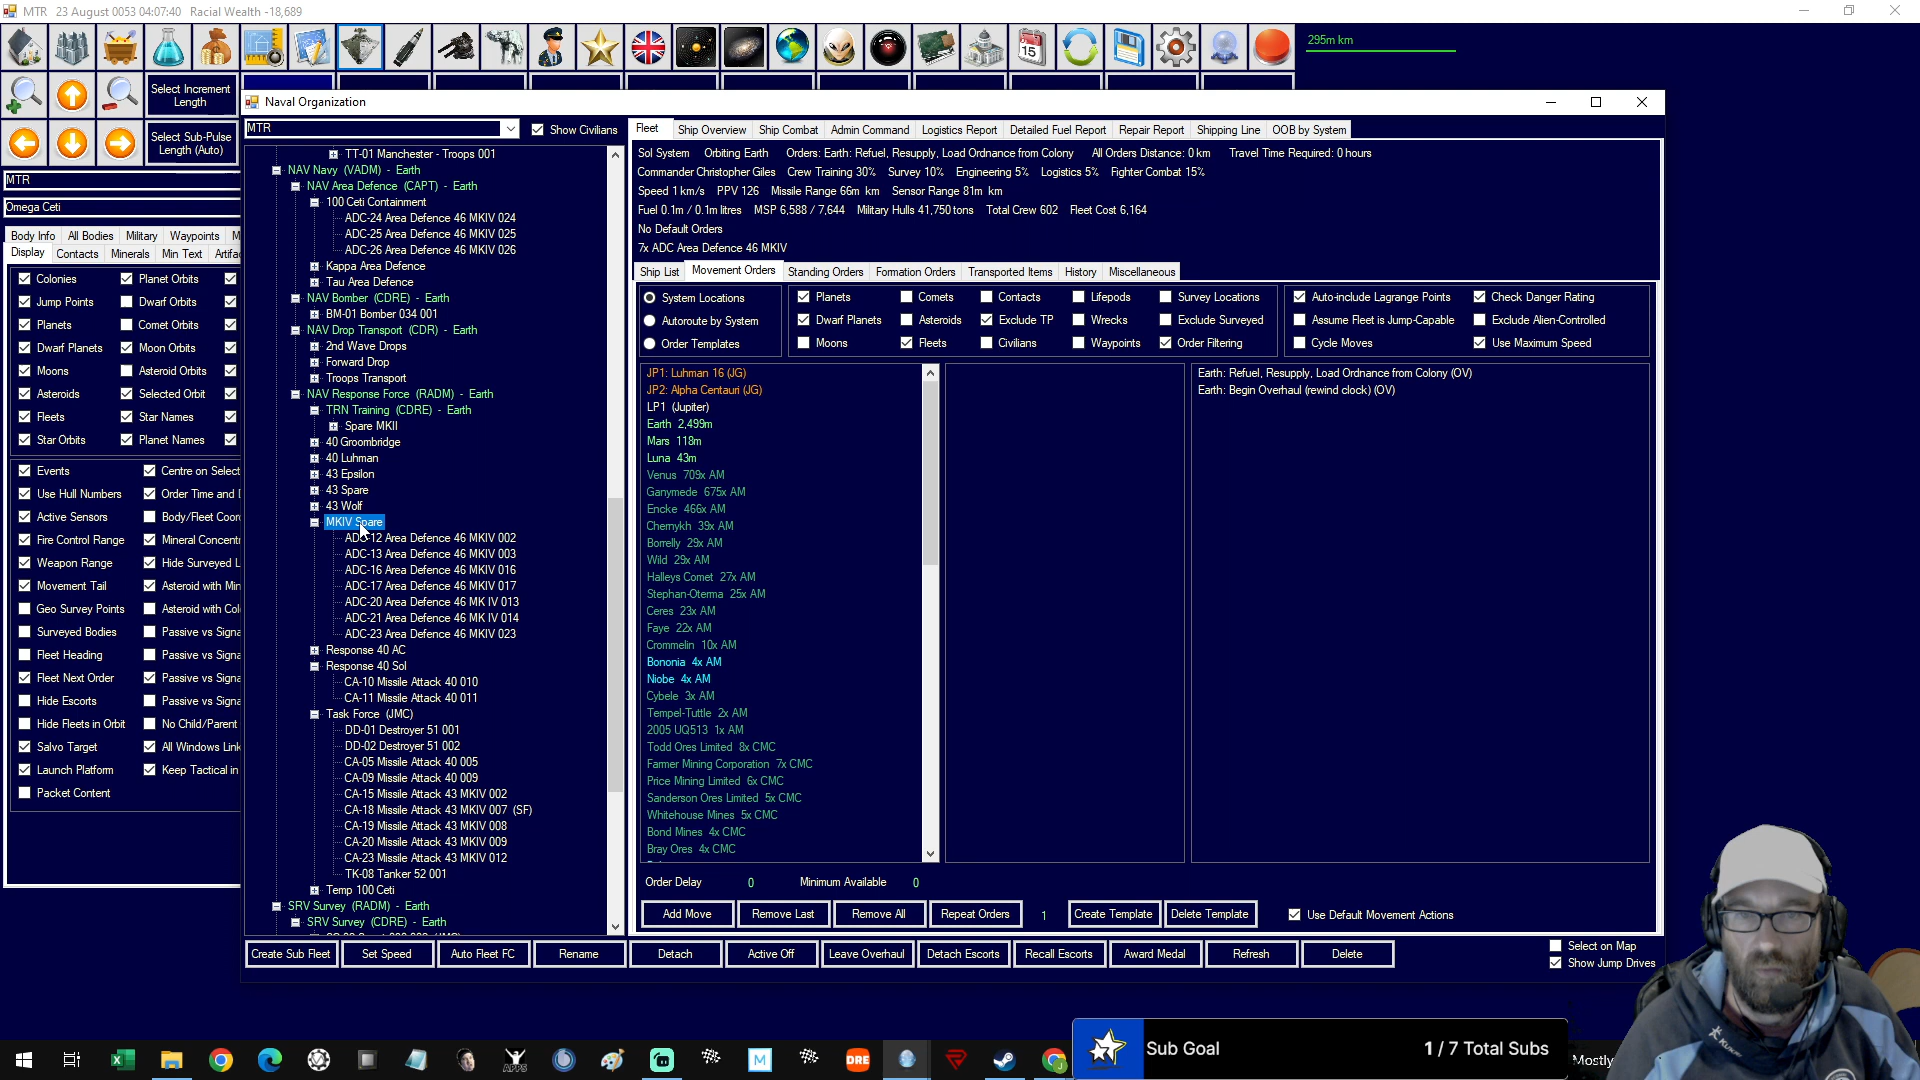 MTR   23 August 0053 04:07:40   Racial Wealth -18,689
295m km
Select Increment Length
Select Sub-Pulse Length (Auto)
MTR
Omega Ceti
Body Info   All Bodies   Military   Waypoints
Display   Contacts   Minerals   Min Text
Colonies   Planet Orbits
Jump Points   Dwarf Orbits
Planets   Comet Orbits
Dwarf Planets   Moon Orbits
Moons   Asteroid Orbits
Asteroids   Selected Orbit
Fleets   Star Names
Star Orbits   Planet Names
Events   Centre on Select
Use Hull Numbers   Order Time and
Active Sensors   Body/Fleet Coor
Fire Control Range   Mineral Concentr
Weapon Range   Hide Surveyed L
Movement Tail   Asteroid with Min
Geo Survey Points   Asteroid with Col
Surveyed Bodies   Passive vs Signa
Fleet Heading   Passive vs Signa
Fleet Next Order   Passive vs Signa
Hide Escorts   Passive vs Signa
Hide Fleets in Orbit   No Child/Parent
Salvo Target   All Windows Link
Launch Platform   Keep Tactical in
Packet Content
Naval Organization
MTR   Show Civilians
TT-01 Manchester - Troops 001
NAV Navy (VADM) - Earth
NAV Area Defence (CAPT) - Earth
100 Ceti Containment
ADC-24 Area Defence 46 MKIV 024
ADC-25 Area Defence 46 MKIV 025
ADC-26 Area Defence 46 MKIV 026
Kappa Area Defence
Tau Area Defence
NAV Bomber (CDRE) - Earth
BM-01 Bomber 034 001
NAV Drop Transport (CDR) - Earth
2nd Wave Drops
Forward Drop
Troops Transport
NAV Response Force (RADM) - Earth
TRN Training (CDRE) - Earth
Spare MKII
40 Groombridge
40 Luhman
43 Epsilon
43 Spare
43 Wolf
MKIV Spare
ADC-12 Area Defence 46 MKIV 002
ADC-13 Area Defence 46 MKIV 003
ADC-16 Area Defence 46 MKIV 016
ADC-17 Area Defence 46 MKIV 017
ADC-20 Area Defence 46 MK IV 013
ADC-21 Area Defence 46 MK IV 014
ADC-23 Area Defence 46 MKIV 023
Response 40 AC
Response 40 Sol
CA-10 Missile Attack 40 010
CA-11 Missile Attack 40 011
Task Force (JMC)
DD-01 Destroyer 51 001
DD-02 Destroyer 51 002
CA-05 Missile Attack 40 005
CA-09 Missile Attack 40 009
CA-15 Missile Attack 43 MKIV 002
CA-18 Missile Attack 43 MKIV 007 (SF)
CA-19 Missile Attack 43 MKIV 008
CA-20 Missile Attack 43 MKIV 009
CA-23 Missile Attack 43 MKIV 012
TK-08 Tanker 52 001
Temp 100 Ceti
SRV Survey (RADM) - Earth
SRV Survey (CDRE) - Earth
Fleet   Ship Overview   Ship Combat   Admin Command   Logistics Report   Detailed Fuel Report   Repair Report   Shipping Line   OOB by System
Sol System   Orbiting Earth   Orders: Earth: Refuel, Resupply, Load Ordnance from Colony   All Orders Distance: 0 km   Travel Time Required: 0 hours
Commander Christopher Giles   Crew Training 30%   Survey 10%   Engineering 5%   Logistics 5%   Fighter Combat 15%
Speed 1 km/s   PPV 126   Missile Range 66m km   Sensor Range 81m km
Fuel 0.1m / 0.1m litres   MSP 6,588 / 7,644   Military Hulls 41,750 tons   Total Crew 602   Fleet Cost 6,164
No Default Orders
7x ADC Area Defence 46 MKIV
Ship List   Movement Orders   Standing Orders   Formation Orders   Transported Items   History   Miscellaneous
System Locations   Planets   Comets   Contacts   Lifepods   Survey Locations   Auto-include Lagrange Points   Check Danger Rating
Autoroute by System   Dwarf Planets   Asteroids   Exclude TP   Wrecks   Exclude Surveyed   Assume Fleet is Jump-Capable   Exclude Alien-Controlled
Order Templates   Moons   Fleets   Civilians   Waypoints   Order Filtering   Cycle Moves   Use Maximum Speed
JP1: Luhman 16 (JG)
JP2: Alpha Centauri (JG)
LP1 (Jupiter)
Earth 2,499m
Mars 118m
Luna 43m
Venus 709x AM
Ganymede 675x AM
Encke 466x AM
Chernykh 39x AM
Borrelly 29x AM
Wild 29x AM
Halleys Comet 27x AM
Stephan-Oterma 25x AM
Ceres 23x AM
Faye 22x AM
Crommelin 10x AM
Bononia 4x AM
Niobe 4x AM
Cybele 3x AM
Tempel-Tuttle 2x AM
2005 UQ513 1x AM
Todd Ores Limited 8x CMC
Farmer Mining Corporation 7x CMC
Price Mining Limited 6x CMC
Sanderson Ores Limited 5x CMC
Whitehouse Mines 5x CMC
Bond Mines 4x CMC
Bray Ores 4x CMC
Earth: Refuel, Resupply, Load Ordnance from Colony (OV)
Earth: Begin Overhaul (rewind clock) (OV)
Order Delay   0   Minimum Available   0
Add Move   Remove Last   Remove All   Repeat Orders   1   Create Template   Delete Template   Use Default Movement Actions
Create Sub Fleet   Set Speed   Auto Fleet FC   Rename   Detach   Active Off   Leave Overhaul   Detach Escorts   Recall Escorts   Award Medal   Refresh   Delete
Select on Map
Show Jump Drives
Sub Goal   1 / 7 Total Subs
Mostly